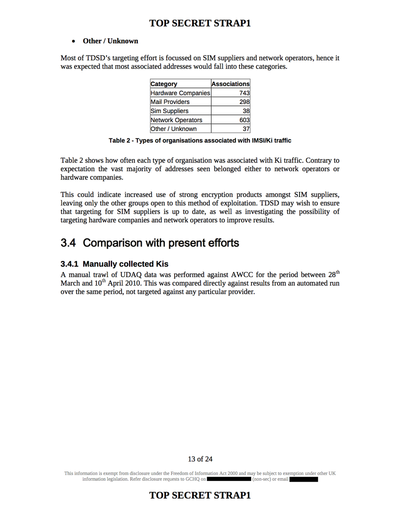 TOP SECRET STRAP1
• Other / Unknown
Most of TDSD's targeting effort is focussed on SIM suppliers and network operators, hence it
was expected that most associated addresses would fall into these categories.
Category Associations
Hardware Companies 743
Mail Providers 298
Sim Suppliers 38
Network Operators 603
Other / Unknown 37
Table 2 - Types of organisations associated with IMSI/Ki traffic
Table 2 shows how often each type of organisation was associated with Ki traffic. Contrary to
expectation the vast majority of addresses seen belonged either to network operators or
hardware companies.
This could indicate increased use of strong encryption products amongst SIM suppliers,
leaving only the other groups open to this method of exploitation. TDSD may wish to ensure
that targeting for SIM suppliers is up to date, as well as investigating the possibility of
targeting hardware companies and network operators to improve results.
3.4 Comparison with present efforts
3.4.1 Manually collected Kis
A manual trawl of UDAQ data was performed against AWCC for the period between 28th
March and 10th April 2010. This was compared directly against results from an automated run
over the same period, not targeted against any particular provider.
13 of 24
This information is exempt from disclosure under the Freedom of Information Act 2000 and may be subject to exemption under other UK
information legislation. Refer disclosure requests to GCHQ on (non-sec) or email
TOP SECRET STRAP1